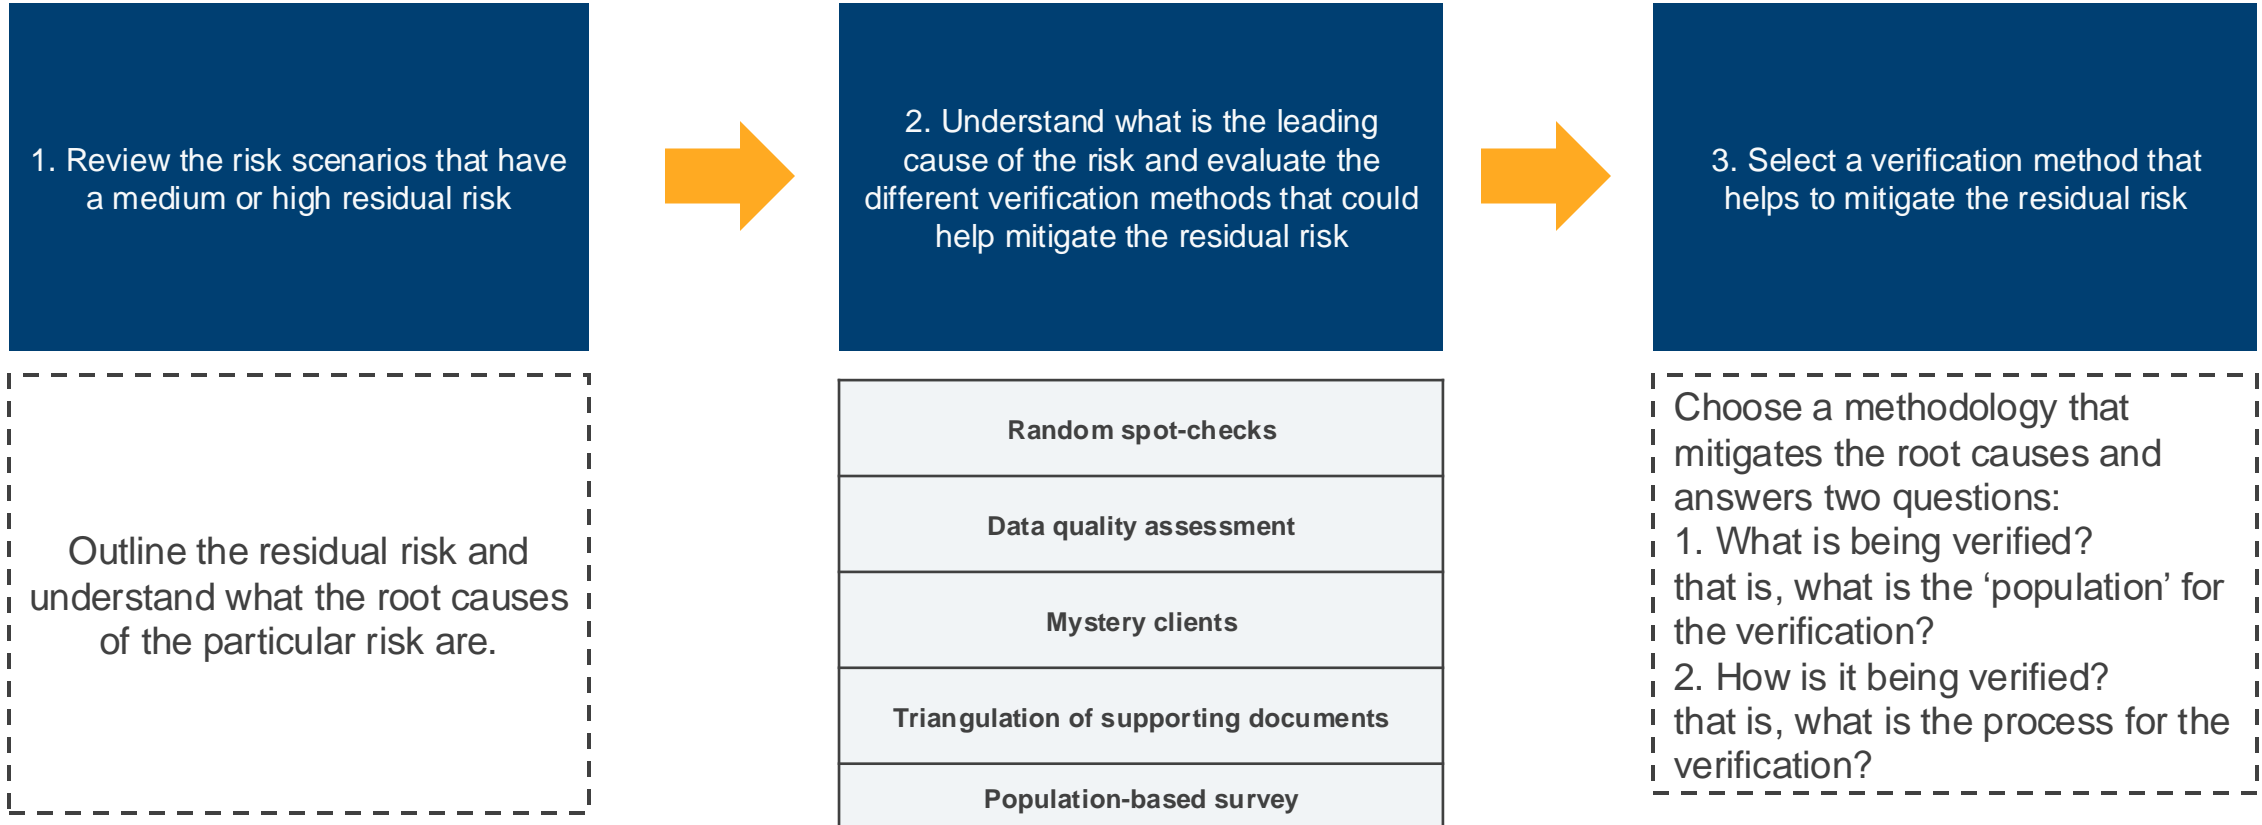 1. Review the risk scenarios that have
a medium or high residual risk
2. Understand what is the leading
cause of the risk and evaluate the
different verification methods that could
help mitigate the residual risk
3. Select a verification method that
helps to mitigate the residual risk
Outline the residual risk and
understand what the root causes
of the particular risk are.
Random spot-checks
Data quality assessment
Mystery clients
Triangulation of supporting documents
Population-based survey
Choose a methodology that
mitigates the root causes and
answers two questions:
1. What is being verified?
that is, what is the ‘population’ for
the verification?
2. How is it being verified?
that is, what is the process for the
verification?